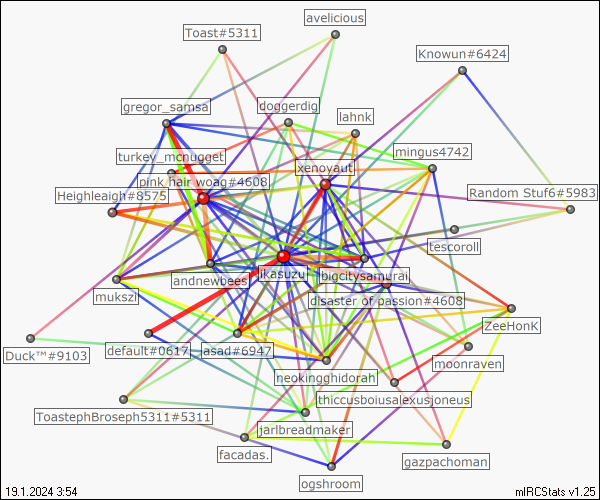 avelicious
Toast#5311
Knowun#6424
gregor_samsa
doggerdig
lahnk
mingus4742
turkey_mcnugget
xenoyaut
pink hair woag#4608
Heighleaigh#8575
Random Stuf6#5983
tescoroll
andnewbees
ikasuzu
bigcitysamurai
mukszi
disaster of passion#4608
ZeeHonK
Duck™#9103
default#0617
jasad#6947
moonraven
neokingghidorah
thiccusboiusalexusjoneus
ToastephBroseph5311#5311
jarlbreadmaker
facadas.
gazpachoman
ogshroom
19.1.2024 3:54
mIRCStats v1.25